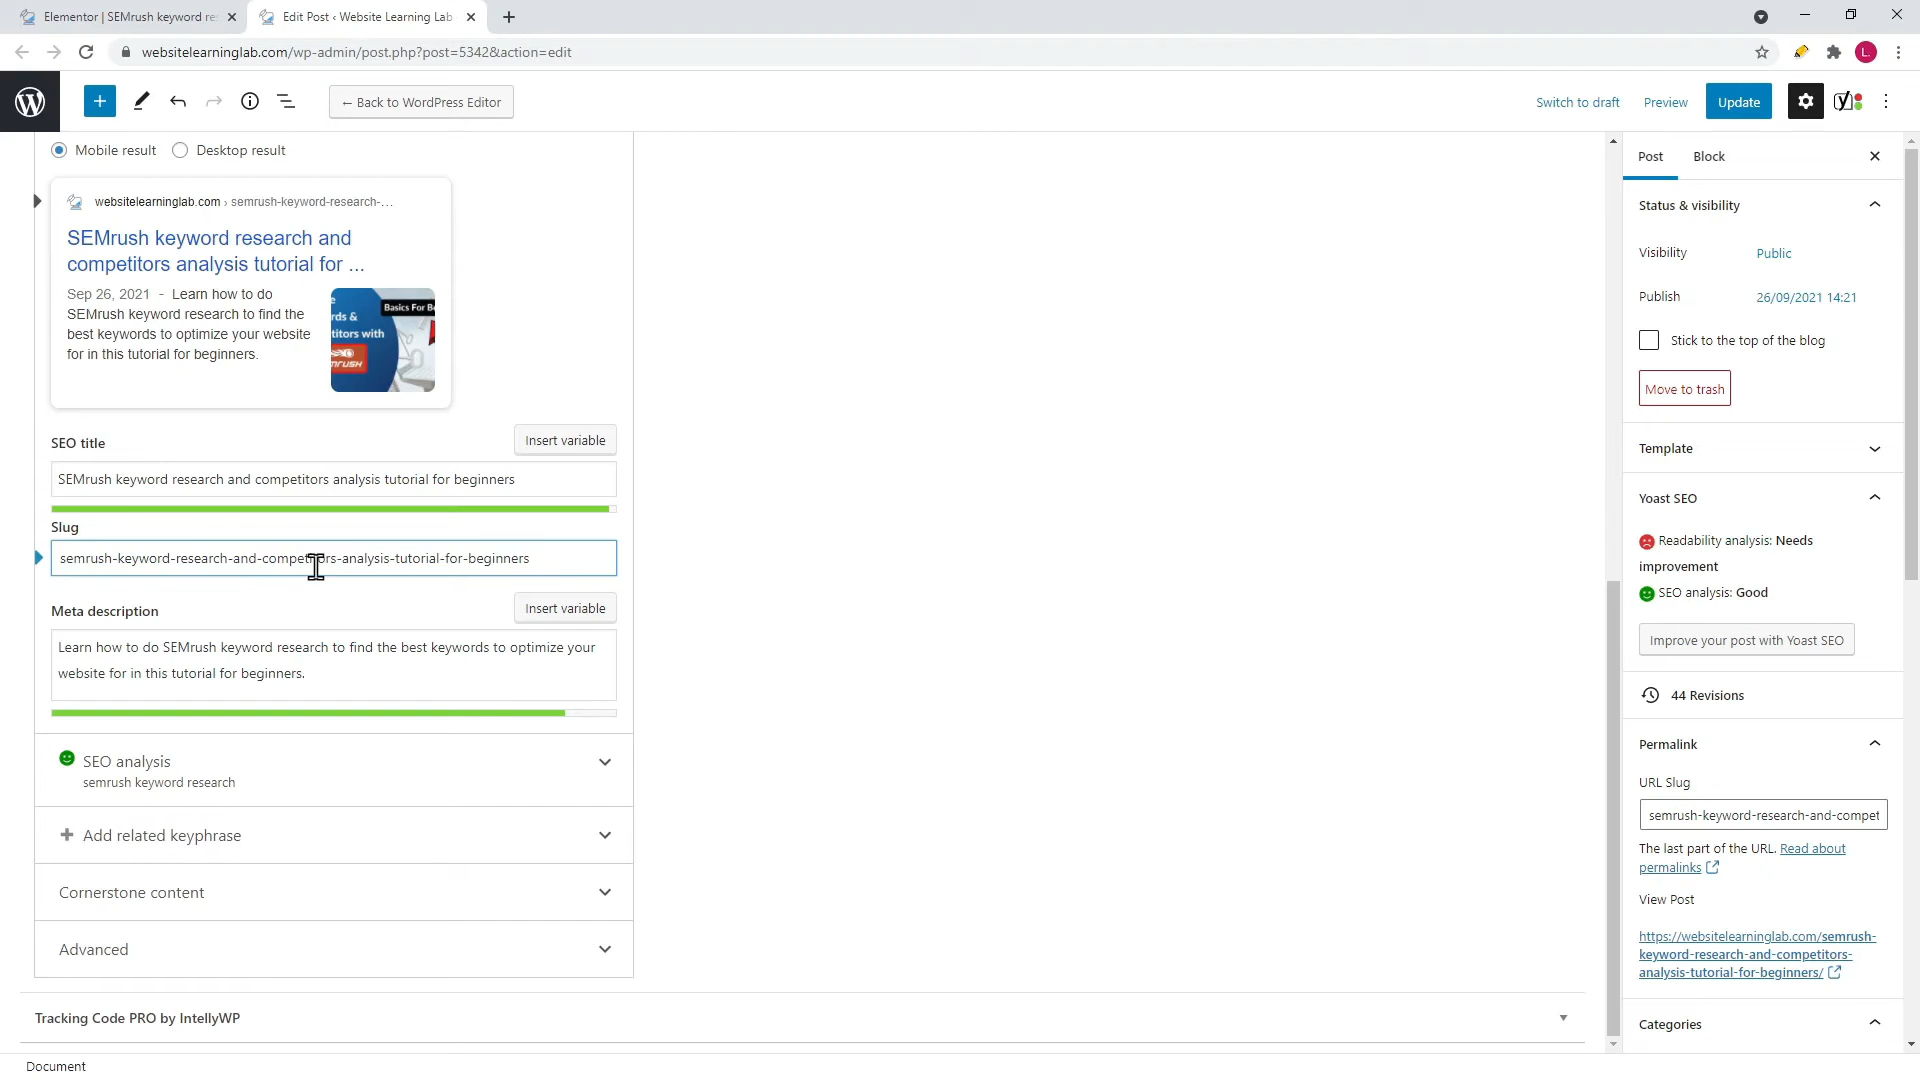 Elementor | SEMrush keyword re
Edit Post ‹ Website Learning Lab
websitelearninglab.com/wp-admin/post.php?post=5342&action=edit
L
← Back to WordPress Editor
Switch to draft
Preview
Update
Mobile result
Desktop result
websitelearninglab.com › semrush-keyword-research-...
SEMrush keyword research and
competitors analysis tutorial for ...
Sep 26, 2021 - Learn how to do
SEMrush keyword research to find the
best keywords to optimize your website
for in this tutorial for beginners.
Basics For B
rds &
titors with
RUSH
SEO title
Insert variable
SEMrush keyword research and competitors analysis tutorial for beginners
Slug
semrush-keyword-research-and-competitors-analysis-tutorial-for-beginners
Meta description
Insert variable
Learn how to do SEMrush keyword research to find the best keywords to optimize your
website for in this tutorial for beginners.
SEO analysis
semrush keyword research
Add related keyphrase
Cornerstone content
Advanced
Tracking Code PRO by IntellyWP
Document
Post
Block
Status & visibility
Visibility
Public
Publish
26/09/2021 14:21
Stick to the top of the blog
Move to trash
Template
Yoast SEO
Readability analysis: Needs
improvement
SEO analysis: Good
Improve your post with Yoast SEO
44 Revisions
Permalink
URL Slug
semrush-keyword-research-and-compet
The last part of the URL. Read about
permalinks
View Post
https://websitelearninglab.com/semrush-
keyword-research-and-competitors-
analysis-tutorial-for-beginners/
Categories